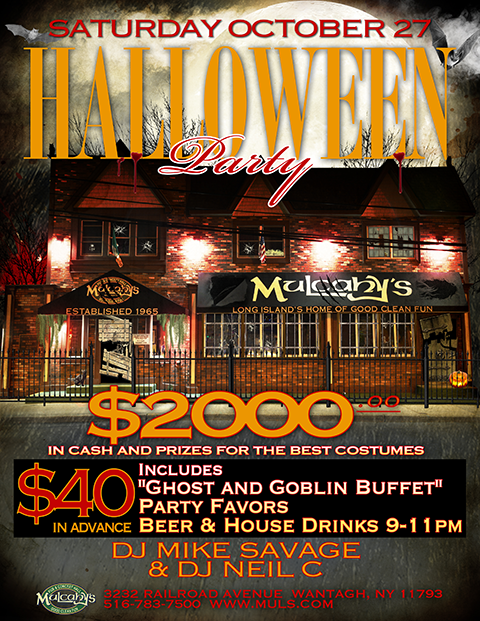 SATURDAY OCTOBER 27
HALLOWEEN
Party
Mulcahy's
ESTABLISHED 1965
Mulcahy's
LONG ISLAND'S HOME OF GOOD CLEAN FUN
$2000.00
IN CASH AND PRIZES FOR THE BEST COSTUMES
$40
IN ADVANCE
INCLUDES
"GHOST AND GOBLIN BUFFET"
PARTY FAVORS
BEER & HOUSE DRINKS 9-11PM
DJ MIKE SAVAGE
& DJ NEIL C
Mulcahy's
3232 RAILROAD AVENUE WANTAGH, NY 11793
516-783-7500 WWW.MULS.COM